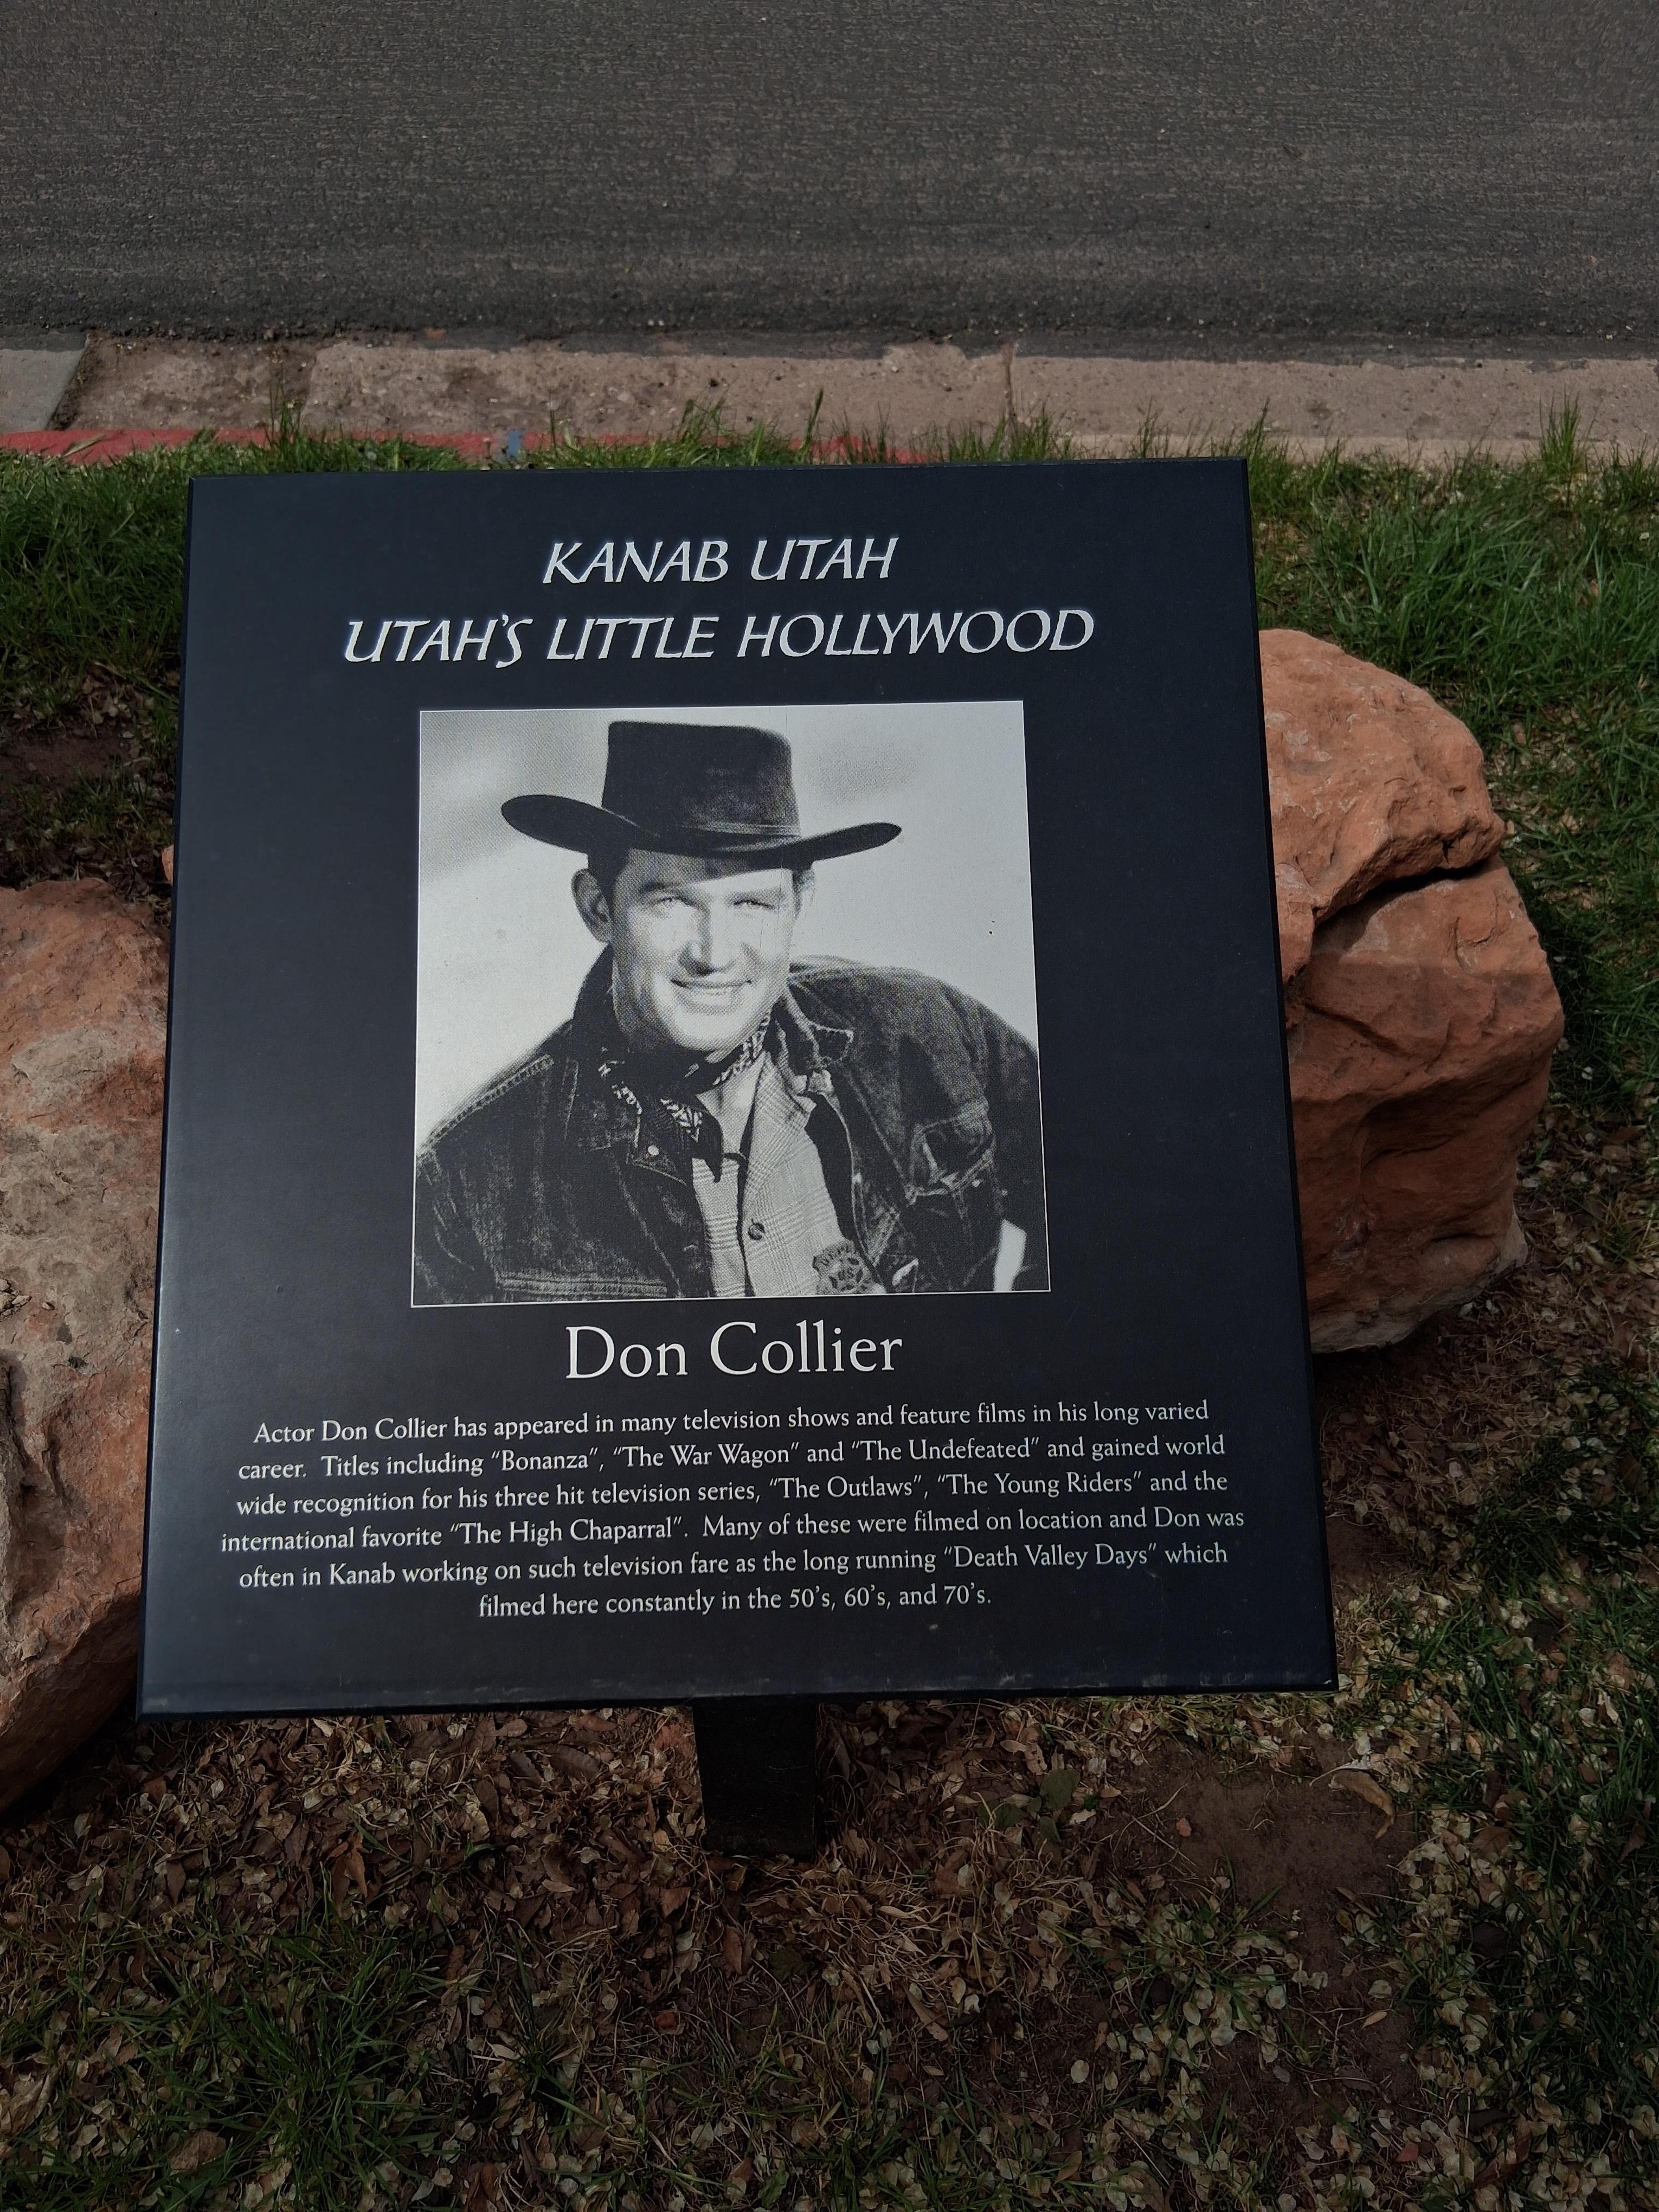 KANAB UTAH
UTAH'S LITTLE HOLLYWOOD
Don Collier
Actor Don Collier has appeared in many television shows and feature films in his long varied
career. Titles including "Bonanza", "The War Wagon" and "The Undefeated" and gained world
wide recognition for his three hit television series, "The Outlaws", "The Young Riders" and the
international favorite "The High Chaparral". Many of these were filmed on location and Don was
often in Kanab working on such television fare as the long running "Death Valley Days" which
filmed here constantly in the 50's, 60's, and 70's.